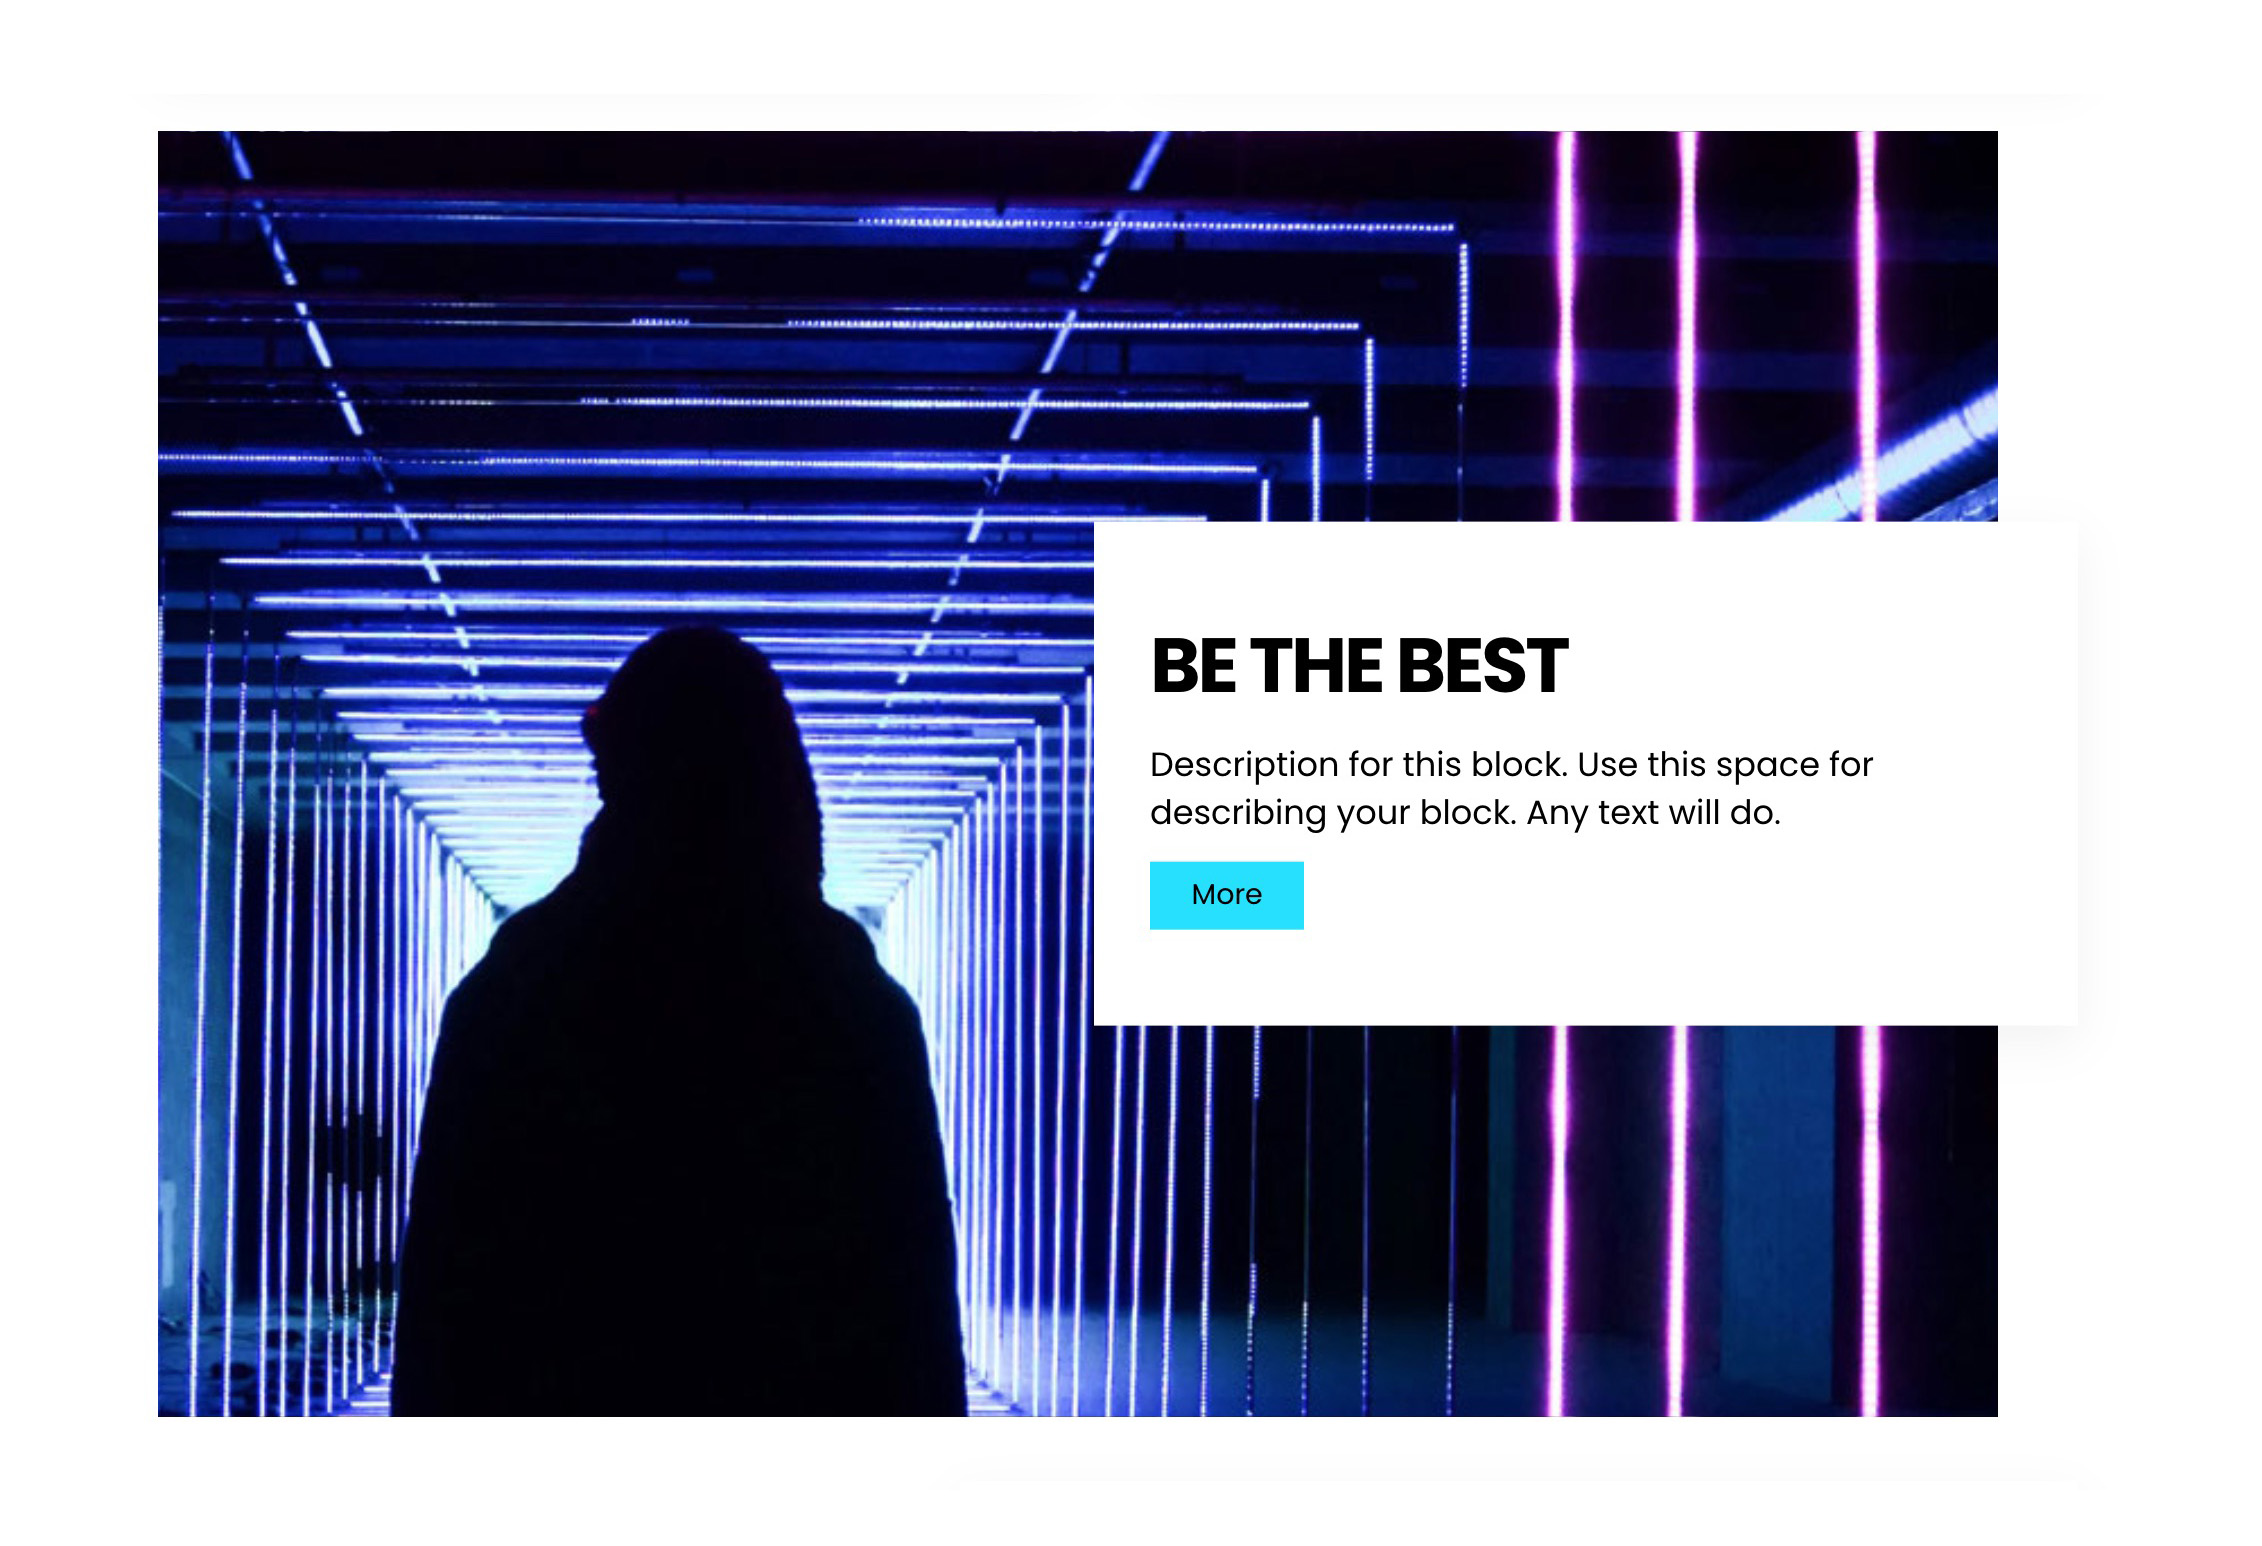 BE THE BEST
Description for this block. Use this space for
describing your block. Any text will do.
More